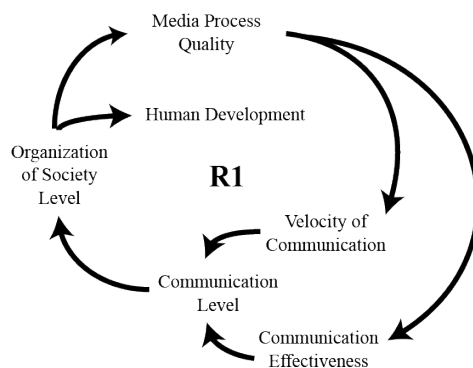 Media Process
Quality
Human Development
Organization
of Society
Level
R1
Velocity of
Communication
Communication
Level
Communication
Effectiveness